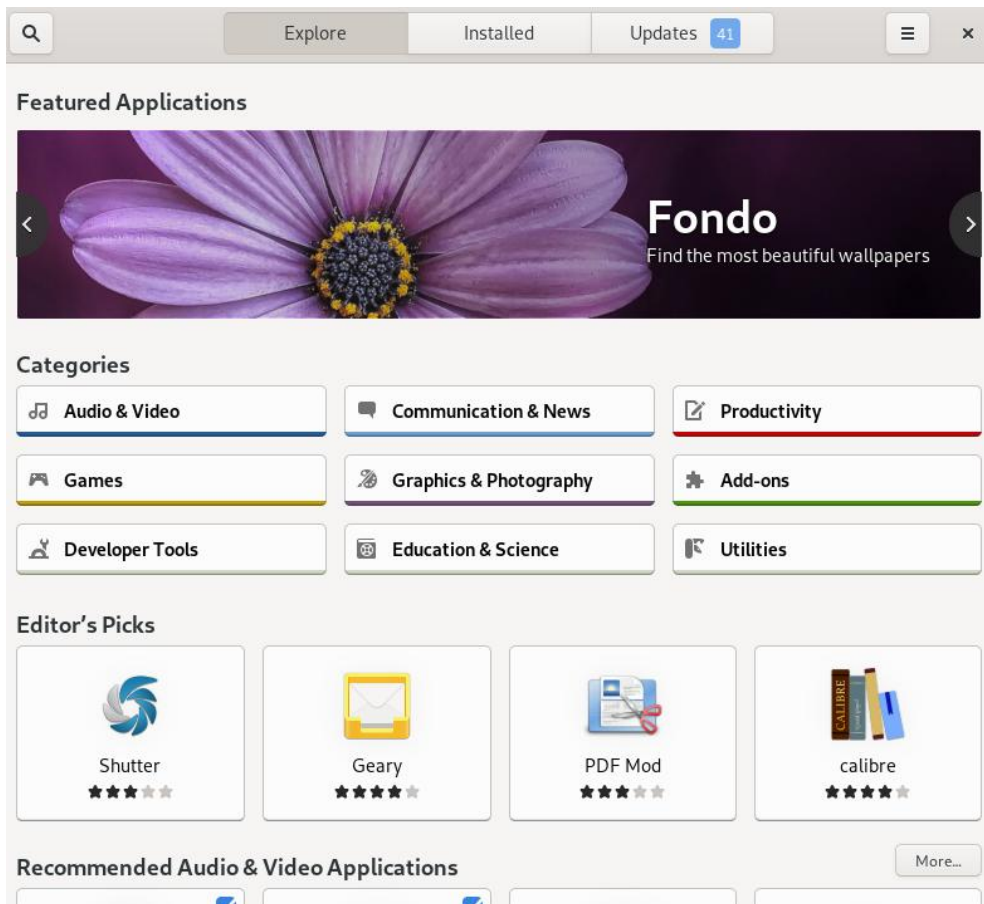 Explore Installed Updates 41
Featured Applications
Fondo
Find the most beautiful wallpapers
Categories
Audio & Video Communication & News Productivity
Games Graphics & Photography Add-ons
Developer Tools Education & Science Utilities
Editor’s Picks
CALIBRE
Shutter Geary PDF Mod calibre
Recommended Audio & Video Applications More…